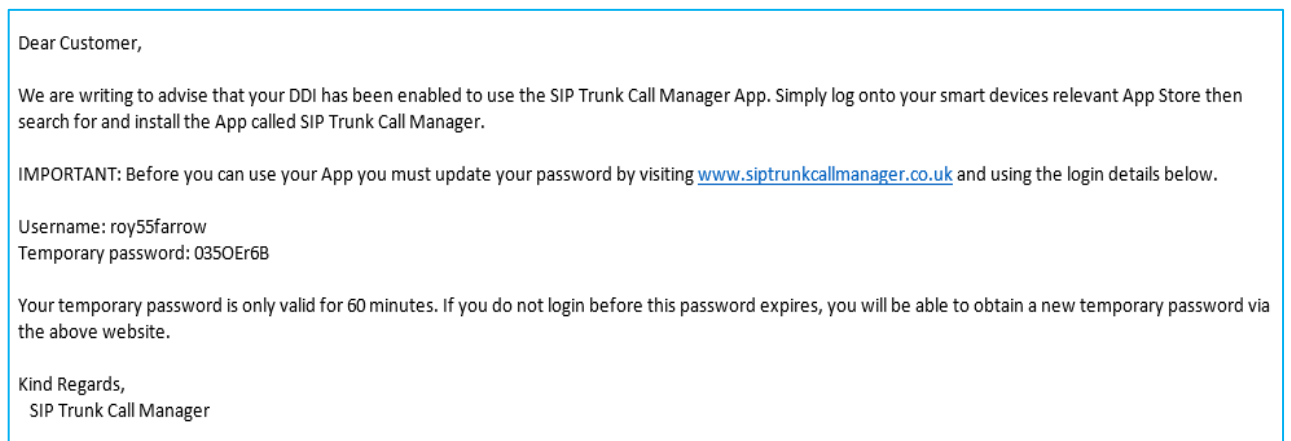 Dear Customer,
We are writing to advise that your DDI has been enabled to use the SIP Trunk Call Manager App. Simply log onto your smart devices relevant App Store then
search for and install the App called SIP Trunk Call Manager.
IMPORTANT: Before you can use your App you must update your password by visiting www.siptrunkcallmanager.co.uk and using the login details below.
Username: roy55farrow
Temporary password: 035OEr6B
Your temporary password is only valid for 60 minutes. If you do not login before this password expires, you will be able to obtain a new temporary password via
the above website.
Kind Regards,
SIP Trunk Call Manager